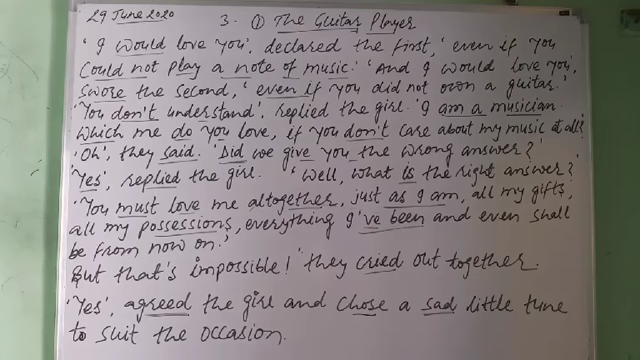 29 June 2020
3. ① The Guitar Player
'I would love you', declared the first, 'even if you
could not play a note of music.' 'And I would love you',
swore the second, 'even if you did not own a guitar.'
'You don't understand', replied the girl. 'I am a musician.
Which me do you love, if you don't care about my music at all?'
'Oh', they said. 'Did we give you the wrong answer?'
'Yes', replied the girl. 'Well, what is the right answer?'
'You must love me altogether, just as I am, all my gifts,
all my possessions, everything I've been and even shall
be from now on.'
But that's impossible!' they cried out together.
'Yes', agreed the girl and chose a sad little tune
to suit the occasion.